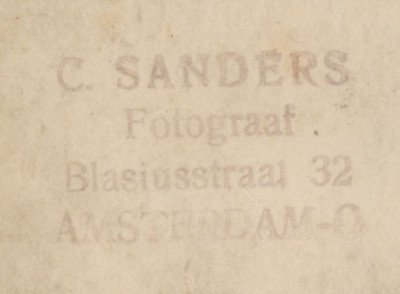 C. SANDERS
Fotograaf
Blasiusstraat 32
AMSTERDAM-O